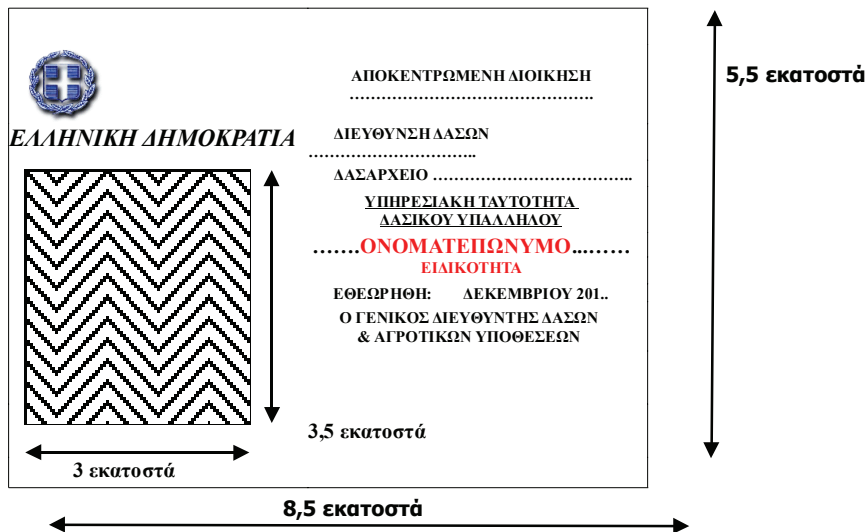 ΕΛΛΗΝΙΚΗ ΔΗΜΟΚΡΑΤΙΑ
ΑΠΟΚΕΝΤΡΩΜΕΝΗ ΔΙΟΙΚΗΣΗ
………………………………………….
ΔΙΕΥΘΥΝΣΗ ΔΑΣΩΝ
…………………………..
ΔΑΣΑΡΧΕΙΟ ………………………………..
ΥΠΗΡΕΣΙΑΚΗ ΤΑΥΤΟΤΗΤΑ
ΔΑΣΙΚΟΥ ΥΠΑΛΛΗΛΟΥ
…….ΟΝΟΜΑΤΕΠΩΝΥΜΟ...……
ΕΙΔΙΚΟΤΗΤΑ
ΕΘΕΩΡΗΘΗ: ΔΕΚΕΜΒΡΙΟΥ 201..
Ο ΓΕΝΙΚΟΣ ΔΙΕΥΘΥΝΤΗΣ ΔΑΣΩΝ
& ΑΓΡΟΤΙΚΩΝ ΥΠΟΘΕΣΕΩΝ
3,5 εκατοστά
3 εκατοστά
5,5 εκατοστά
8,5 εκατοστά